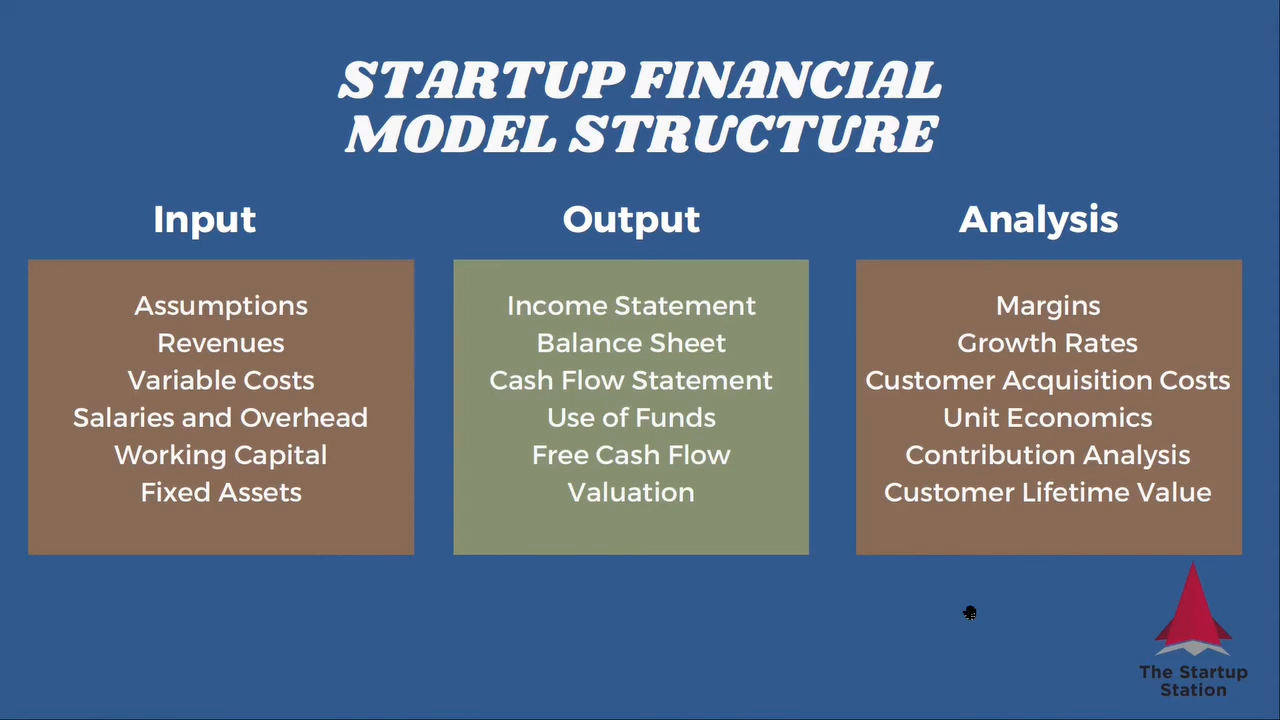 STARTUP FINANCIAL
MODEL STRUCTURE
Input
Assumptions
Revenues
Variable Costs
Salaries and Overhead
Working Capital
Fixed Assets
Output
Income Statement
Balance Sheet
Cash Flow Statement
Use of Funds
Free Cash Flow
Valuation
Analysis
Margins
Growth Rates
Customer Acquisition Costs
Unit Economics
Contribution Analysis
Customer Lifetime Value
The Startup
Station